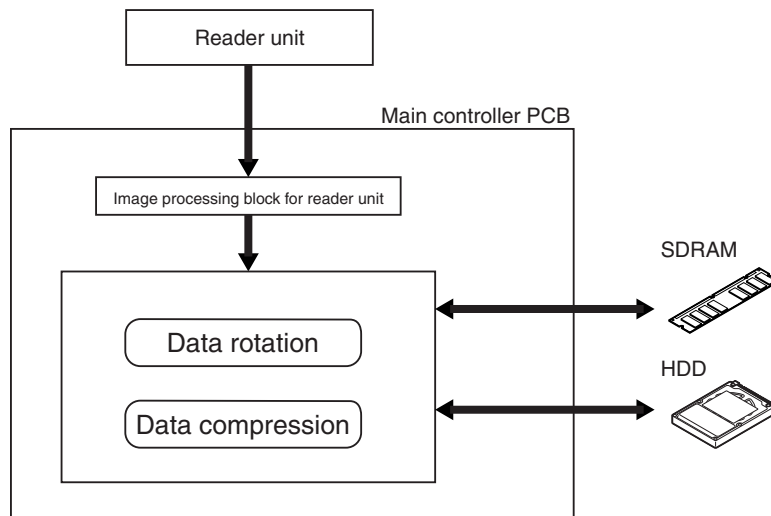 Reader unit
Main controller PCB
Image processing block for reader unit
SDRAM
Data rotation
HDD
Data compression